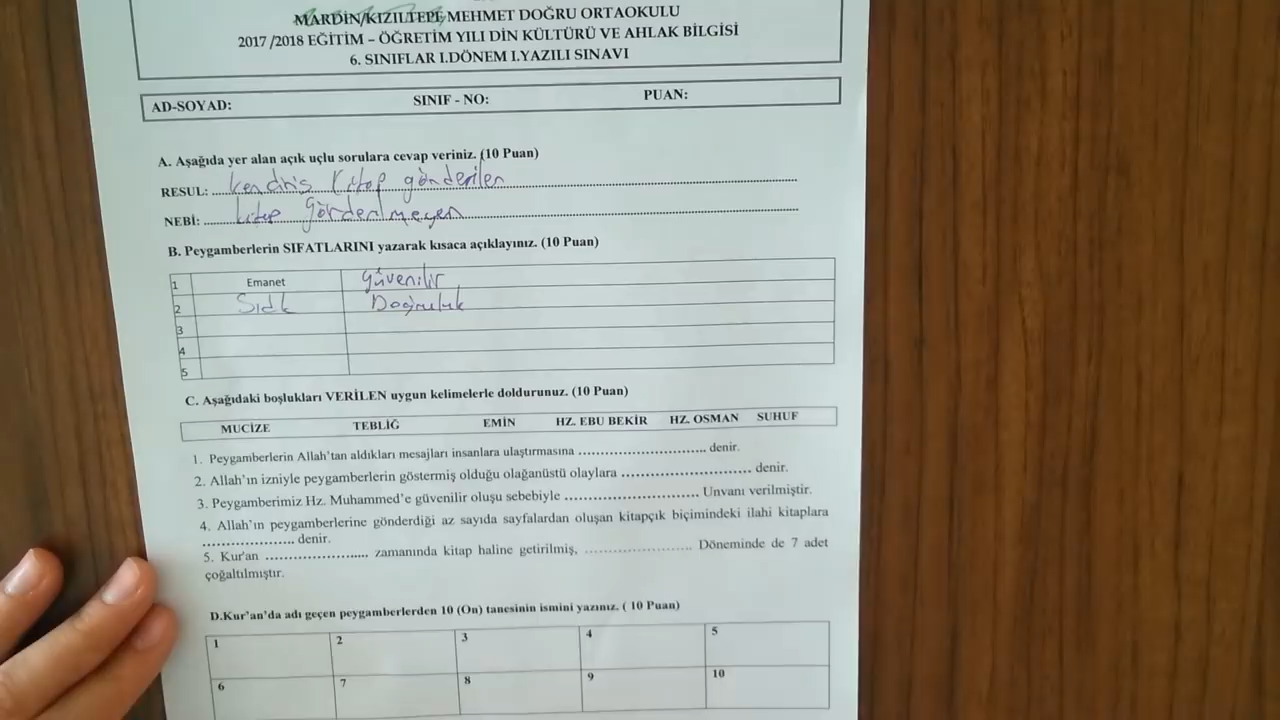 MARDİN/KIZILTEPE MEHMET DOĞRU ORTAOKULU
2017 /2018 EĞİTİM – ÖĞRETİM YILI DİN KÜLTÜRÜ VE AHLAK BİLGİSİ
6. SINIFLAR I.DÖNEM I.YAZILI SINAVI
AD-SOYAD: SINIF - NO: PUAN:
A. Aşağıda yer alan açık uçlu sorulara cevap veriniz. (10 Puan)
RESUL: kitap gönderilen
NEBİ: kitap
B. Peygamberlerin SIFATLARINI yazarak kısaca açıklayınız. (10 Puan)
1 Emanet güvenilir
2 Sıdk Doğruluk
3
4
5
C. Aşağıdaki boşlukları VERİLEN uygun kelimelerle doldurunuz. (10 Puan)
MUCİZE TEBLİĞ EMİN HZ. EBU BEKİR HZ. OSMAN SUHUF
1. Peygamberlerin Allah'tan aldıkları mesajları insanlara ulaştırmasına ............................ denir.
2. Allah'ın izniyle peygamberlerin göstermiş olduğu olağanüstü olaylara ............................ denir.
3. Peygamberimiz Hz. Muhammed'e güvenilir oluşu sebebiyle ............................ Unvanı verilmiştir.
4. Allah'ın peygamberlerine gönderdiği az sayıda sayfalardan oluşan kitapçık biçimindeki ilahi kitaplara
.................... denir.
5. Kur'an ....................... zamanında kitap haline getirilmiş, ........................ Döneminde de 7 adet
çoğaltılmıştır.
D.Kur'an'da adı geçen peygamberlerden 10 (On) tanesinin ismini yazınız. ( 10 Puan)
1 2 3 4 5
6 7 8 9 10